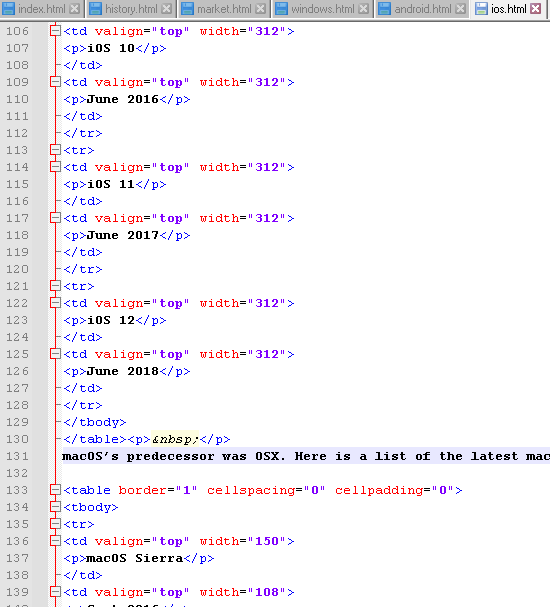 index.html history.html market.html windows.html android.html ios.html
106 <td valign="top" width="312">
107 <p>iOS 10</p>
108 </td>
109 <td valign="top" width="312">
110 <p>June 2016</p>
111 </td>
112 </tr>
113 <tr>
114 <td valign="top" width="312">
115 <p>iOS 11</p>
116 </td>
117 <td valign="top" width="312">
118 <p>June 2017</p>
119 </td>
120 </tr>
121 <tr>
122 <td valign="top" width="312">
123 <p>iOS 12</p>
124 </td>
125 <td valign="top" width="312">
126 <p>June 2018</p>
127 </td>
128 </tr>
129 </tbody>
130 </table><p>&nbsp;</p>
131 macOS's predecessor was OSX. Here is a list of the latest mac
132
133 <table border="1" cellspacing="0" cellpadding="0">
134 <tbody>
135 <tr>
136 <td valign="top" width="150">
137 <p>macOS Sierra</p>
138 </td>
139 <td valign="top" width="108">